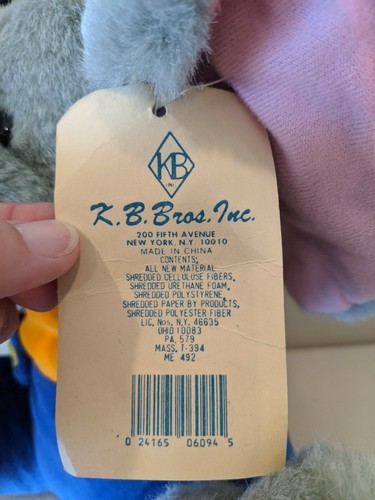 KB
INC
K.B.Bros.Inc.
200 FIFTH AVENUE
NEW YORK, N.Y. 10010
MADE IN CHINA
CONTENTS:
ALL NEW MATERIAL
SHREDDED CELLULOSE FIBERS,
SHREDDED URETHANE FOAM,
SHREDDED POLYSTYRENE,
SHREDDED PAPER BY PRODUCTS,
SHREDDED POLYESTER FIBER
LIC. Nos. N.Y. 46635
OHIO 10083
PA. 579
MASS. T-394
ME 492
0 24165 06094 5